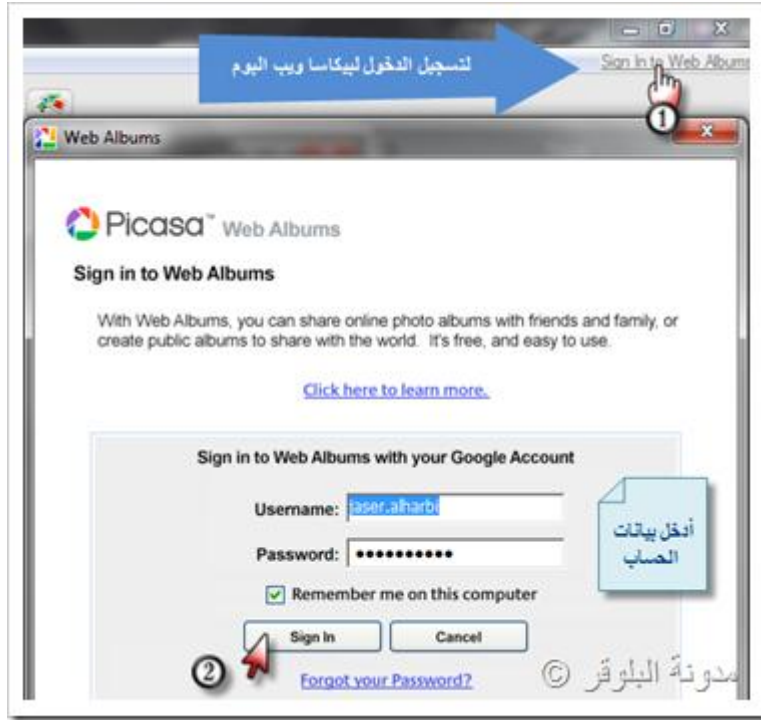 لتسجيل الدخول لبيكاسا ويب اليوم
Sign In to Web Albums
1
Web Albums
Picasa™ Web Albums
Sign in to Web Albums
With Web Albums, you can share online photo albums with friends and family, or
create public albums to share with the world. It's free, and easy to use.
Click here to learn more.
Sign in to Web Albums with your Google Account
Username: jaser.alharbi
Password: ••••••••••
أدخل بيانات
الحساب
Remember me on this computer
Sign In Cancel
2
Forgot your Password?
مدونة البلوقر ©